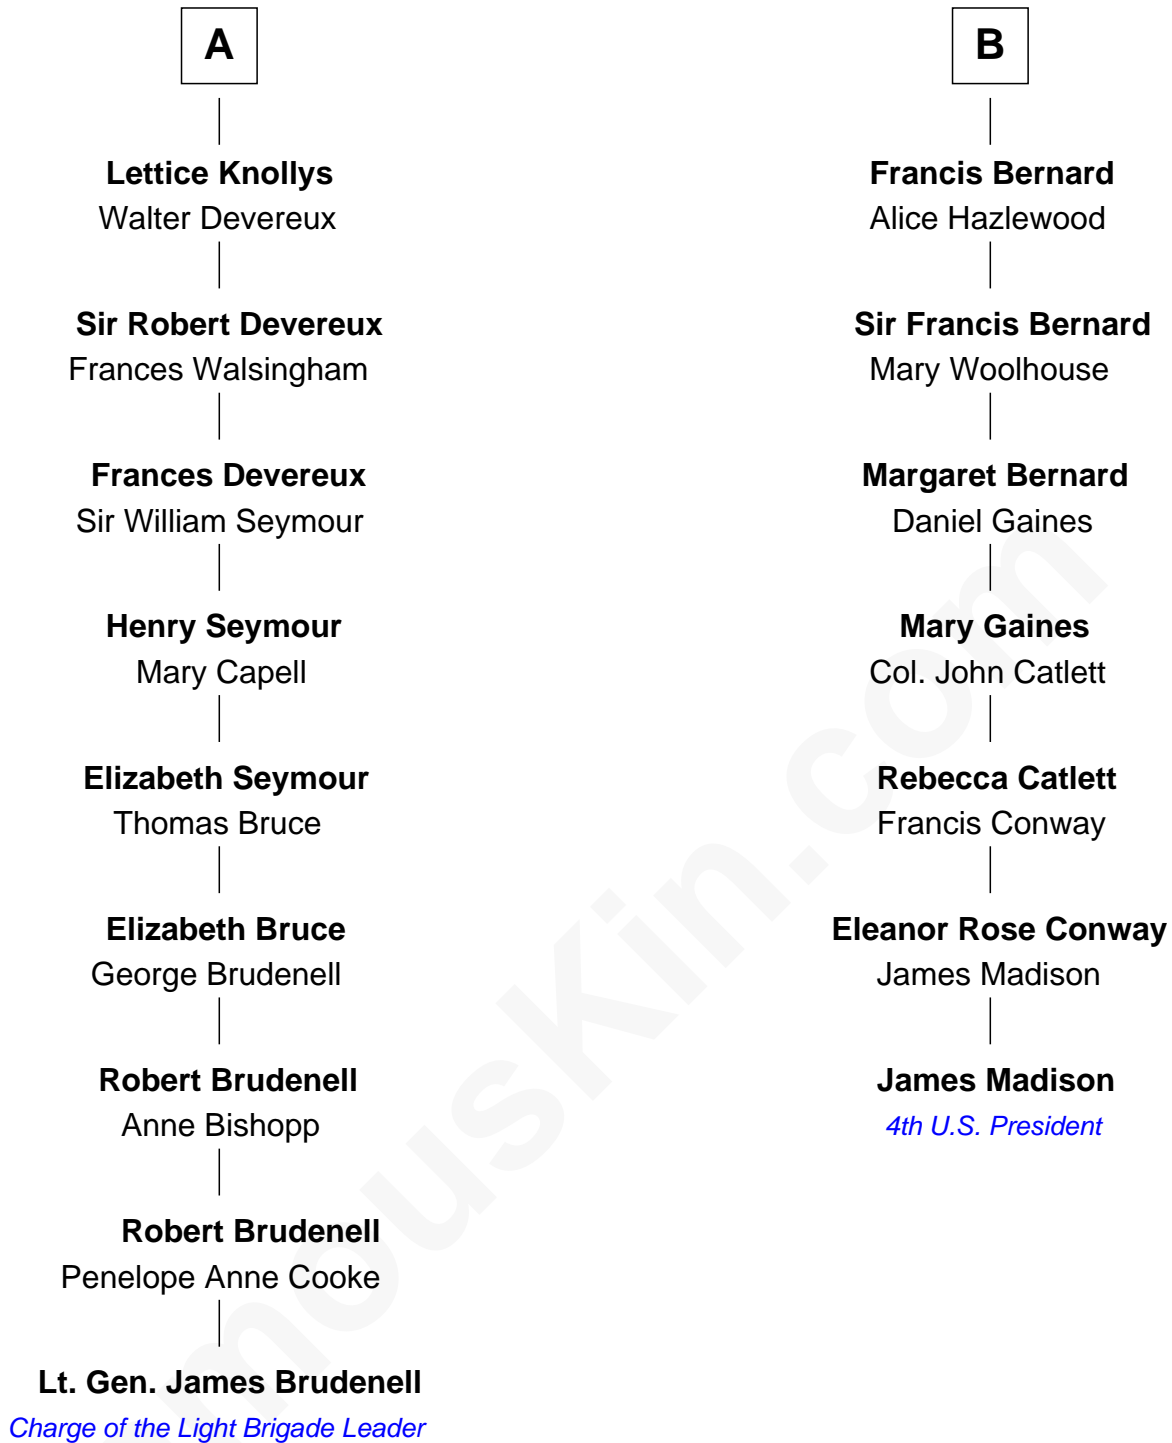 A
Lettice Knollys
Walter Devereux
Sir Robert Devereux
Frances Walsingham
Frances Devereux
Sir William Seymour
Henry Seymour
Mary Capell
Elizabeth Seymour
Thomas Bruce
Elizabeth Bruce
George Brudenell
Robert Brudenell
Anne Bishopp
Robert Brudenell
Penelope Anne Cooke
Lt. Gen. James Brudenell
Charge of the Light Brigade Leader
B
Francis Bernard
Alice Hazlewood
Sir Francis Bernard
Mary Woolhouse
Margaret Bernard
Daniel Gaines
Mary Gaines
Col. John Catlett
Rebecca Catlett
Francis Conway
Eleanor Rose Conway
James Madison
James Madison
4th U.S. President
mousKin.com